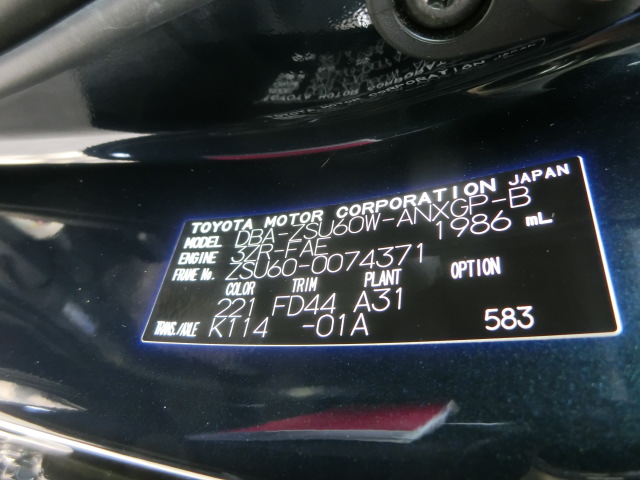 TOYOTA MOTOR CORPORATION JAPAN
MODEL DBA-ZSU60W-ANXGP-B
ENGINE 3ZR-FAE 1986 mL
FRAME No. ZSU60-0074371
COLOR TRIM PLANT OPTION
221 FD44 A31
TRANS./AXLE K114 -01A 583